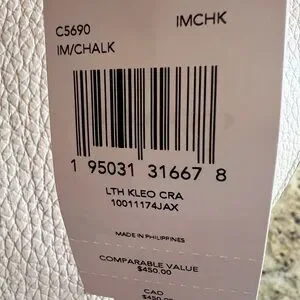 C5690 IMCHK
IM/CHALK
1 95031 31667 8
LTH KLEO CRA
10011174JAX
MADE IN PHILIPPINES
COMPARABLE VALUE
$450.00
CAD